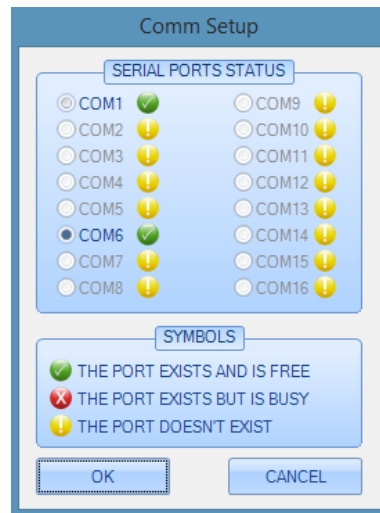 Comm Setup
SERIAL PORTS STATUS
COM1 COM9
COM2 COM10
COM3 COM11
COM4 COM12
COM5 COM13
COM6 COM14
COM7 COM15
COM8 COM16
SYMBOLS
THE PORT EXISTS AND IS FREE
THE PORT EXISTS BUT IS BUSY
THE PORT DOESN'T EXIST
OK CANCEL